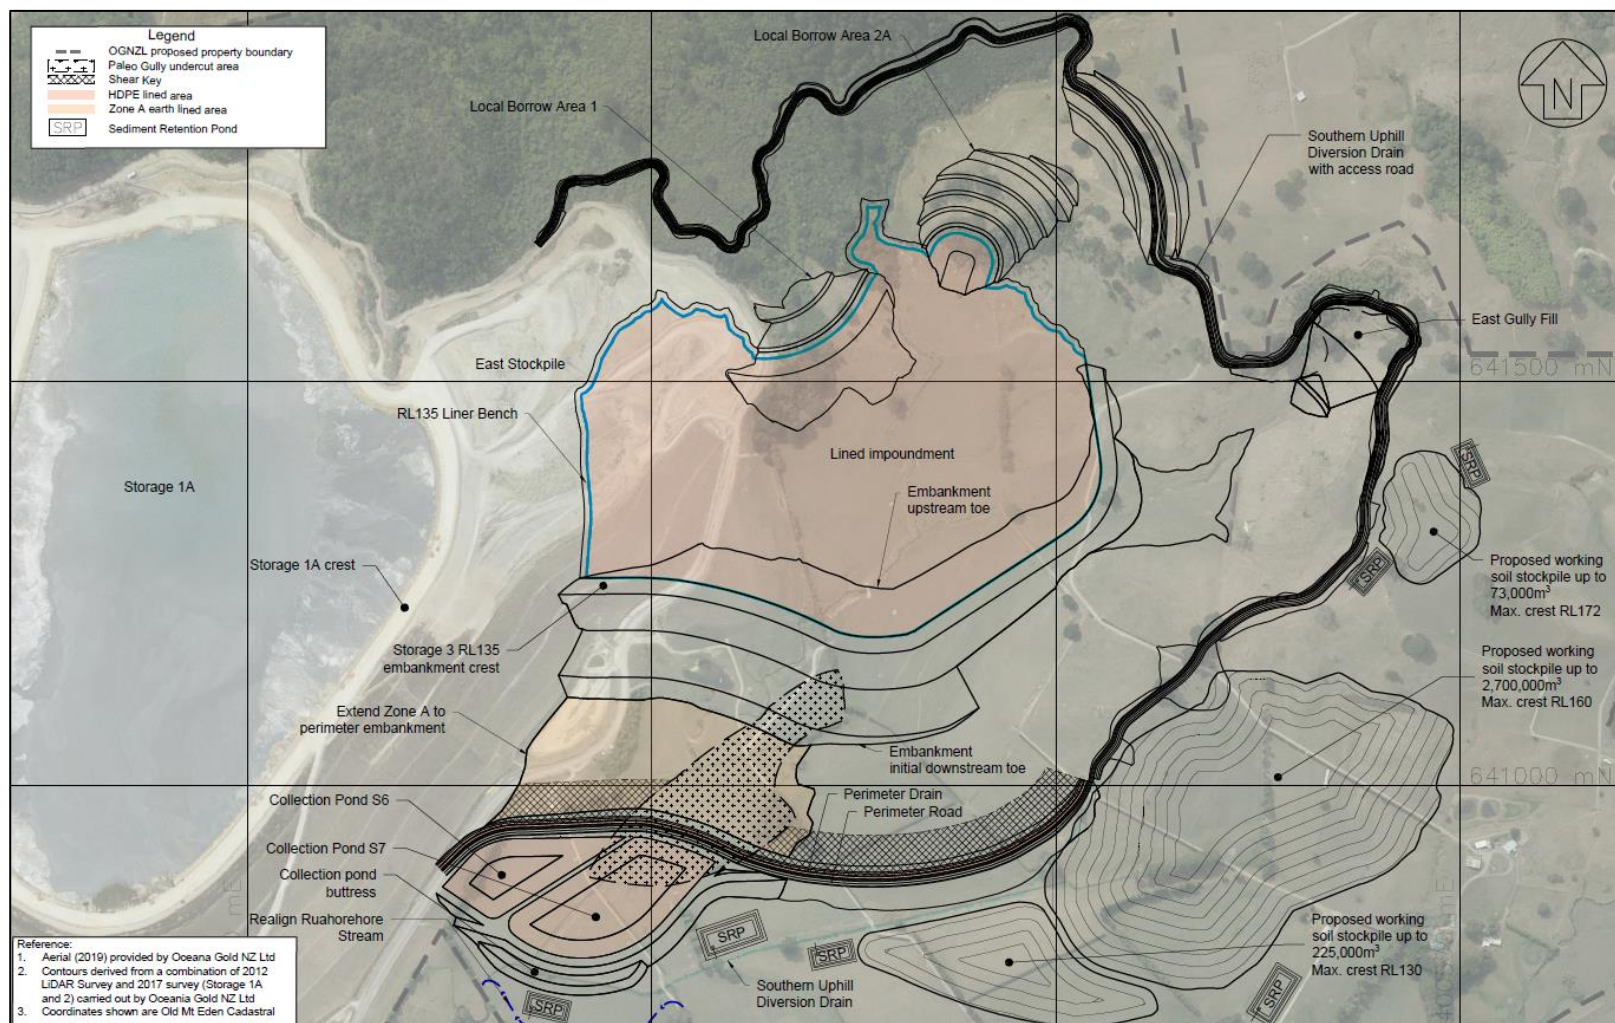 Legend
OGNZL proposed property boundary
Paleo Gully undercut area
Shear Key
HDPE lined area
Zone A earth lined area
SRP
Sediment Retention Pond
Local Borrow Area 2A
Local Borrow Area 1
N
Southern Uphill
Diversion Drain
with access road
East Gully Fill
641500 mN
East Stockpile
RL135 Liner Bench
Lined impoundment
Storage 1A
Embankment
upstream toe
SRP
Storage 1A crest
SRP
Proposed working
soil stockpile up to
73,000m³
Max. crest RL172
Storage 3 RL135
embankment crest
Proposed working
soil stockpile up to
2,700,000m³
Max. crest RL160
Extend Zone A to
perimeter embankment
Embankment
initial downstream toe
641000 mN
Collection Pond S6
Perimeter Drain
Perimeter Road
Collection Pond S7
Collection pond
buttress
mE
Realign Ruahorehore
Stream
SRP
SRP
Proposed working
soil stockpile up to
225,000m³
Max. crest RL130
Southern Uphill
Diversion Drain
SRP
SRP
Reference:
1. Aerial (2019) provided by Oceana Gold NZ Ltd
2. Contours derived from a combination of 2012
LiDAR Survey and 2017 survey (Storage 1A
and 2) carried out by Oceania Gold NZ Ltd
3. Coordinates shown are Old Mt Eden Cadastral